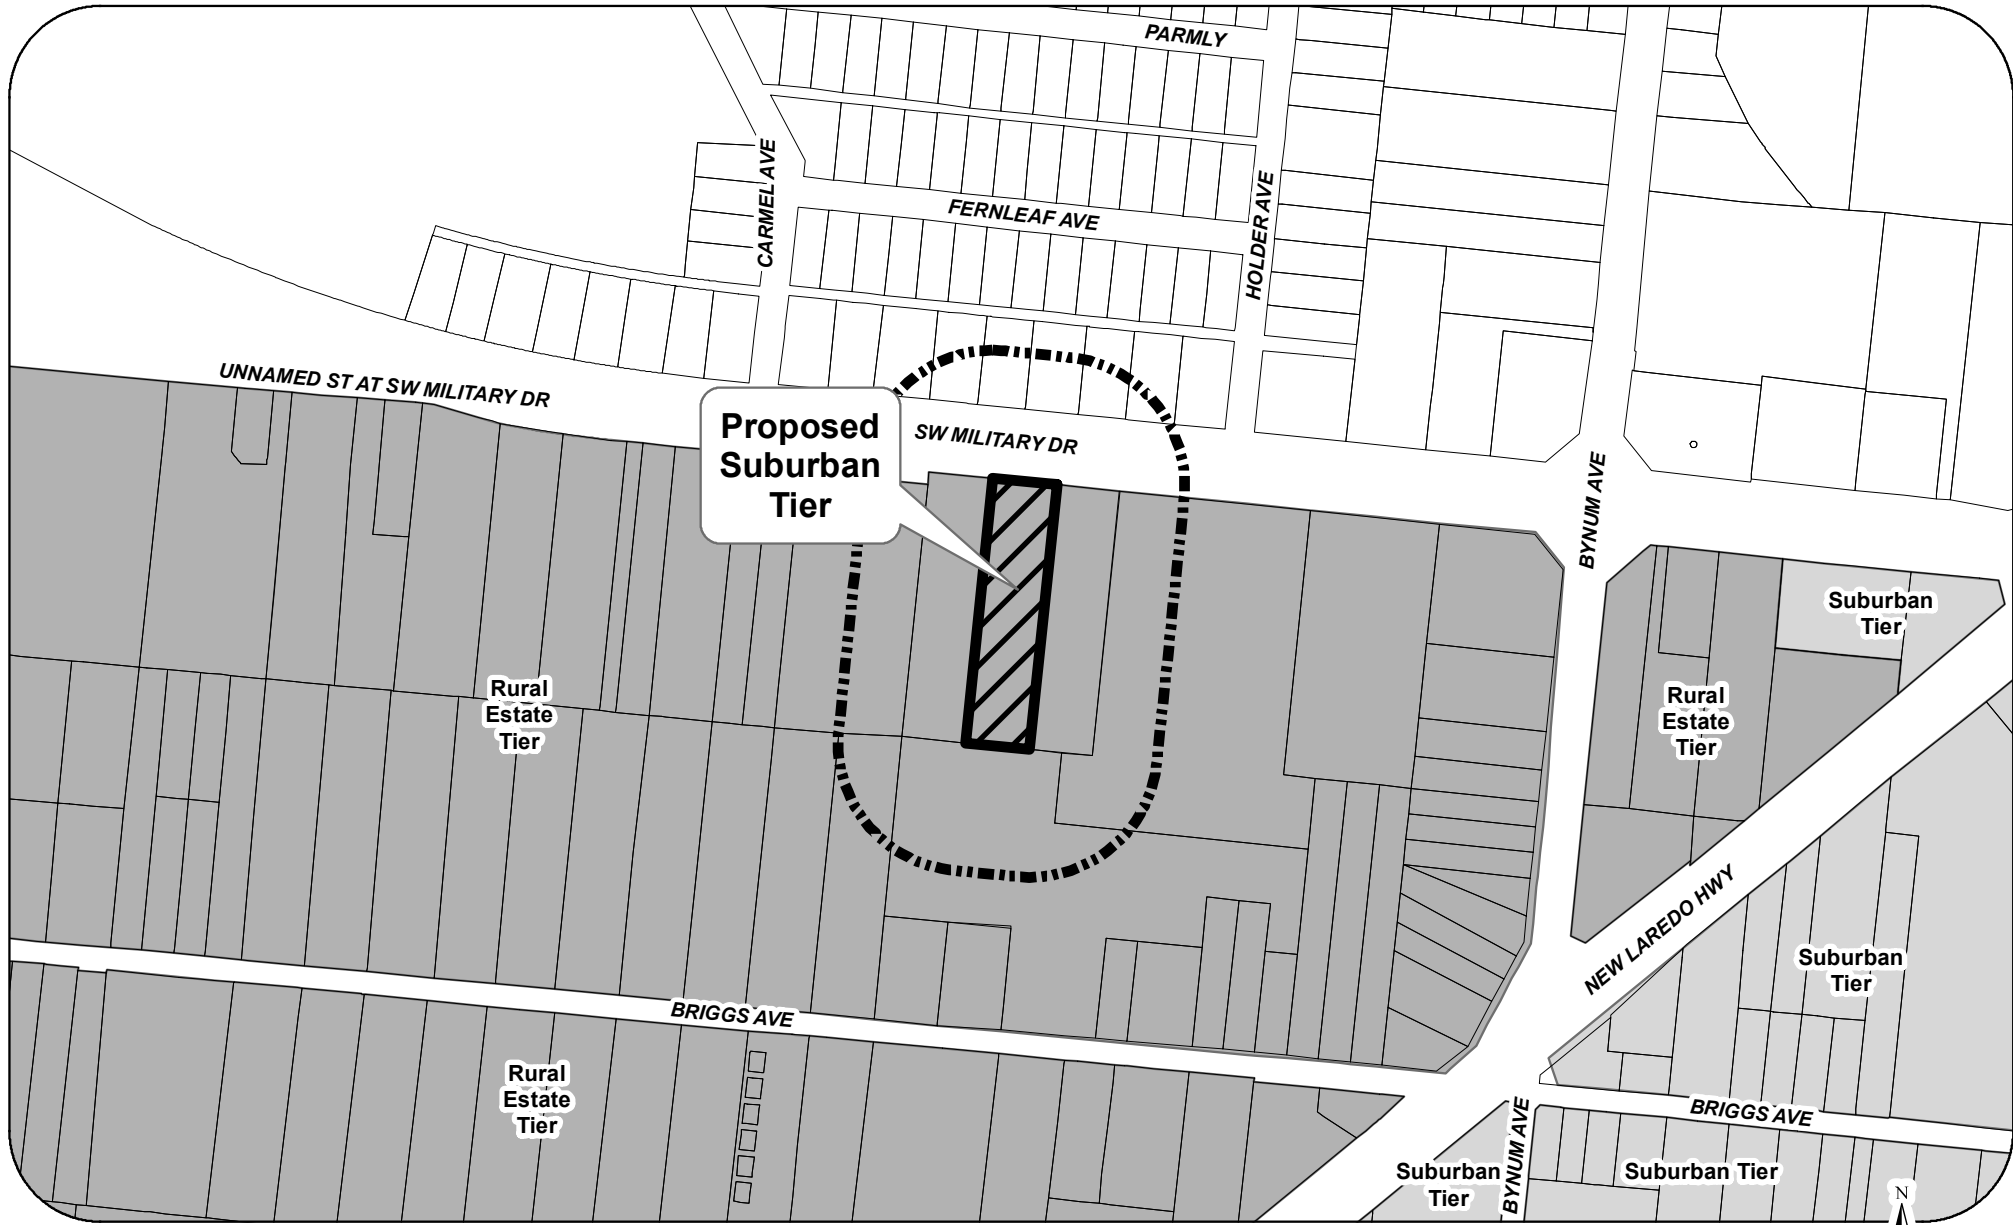 PARMLY
CARMEL AVE
FERNLEAF AVE
HOLDER AVE
UNNAMED ST AT SW MILITARY DR
Proposed
Suburban
Tier
SW MILITARY DR
BYNUM AVE
Suburban
Tier
Rural
Estate
Tier
Rural
Estate
Tier
NEW LAREDO HWY
Suburban
Tier
BRIGGS AVE
Rural
Estate
Tier
BRIGGS AVE
BYNUM AVE
Suburban
Tier
Suburban Tier
N